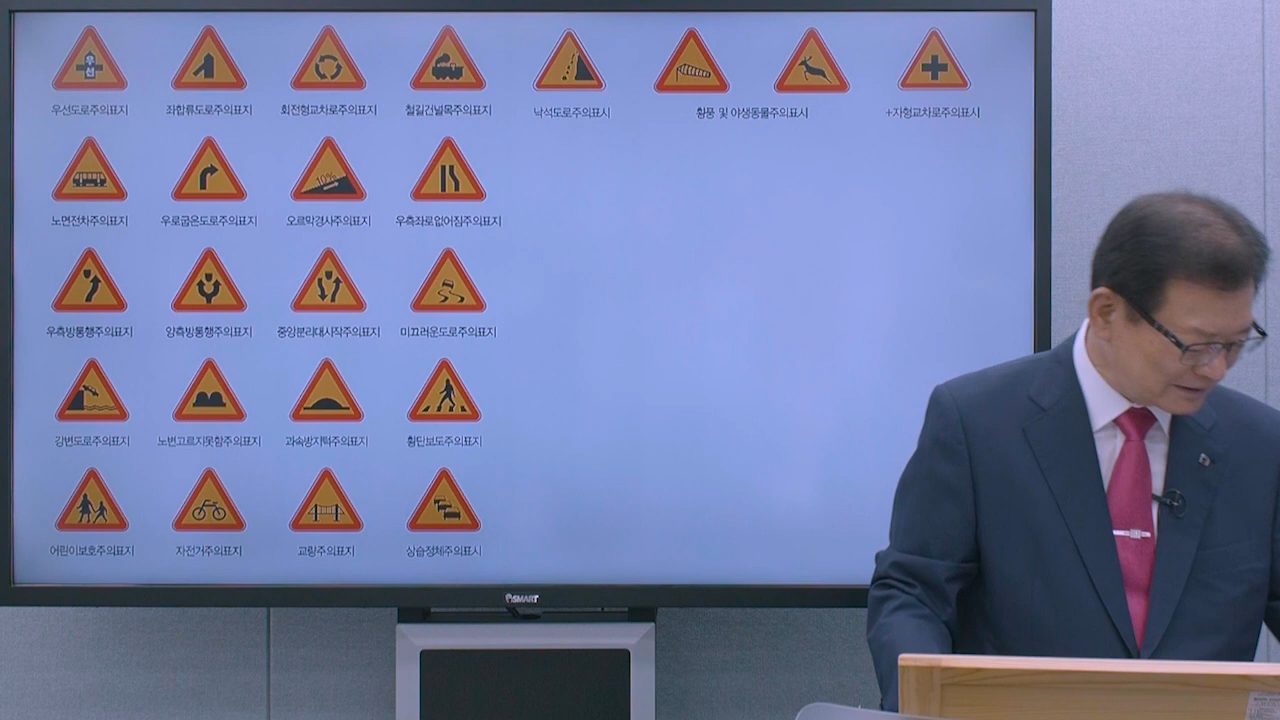 우선
우선도로주의표지
좌합류도로주의표지
회전형교차로주의표지
철길건널목주의표지
낙석도로주의표시
횡풍 및 야생동물주의표시
+자형교차로주의표시
10%
노면전차주의표지
우로굽은도로주의표지
오르막경사주의표지
우측좌로없어짐주의표지
우측방통행주의표지
양측방통행주의표지
중앙분리대시작주의표지
미끄러운도로주의표지
강변도로주의표지
노변고르지못함주의표지
과속방지턱주의표지
횡단보도주의표지
어린이보호주의표지
자전거주의표지
교량주의표지
상습정체주의표시
SMART